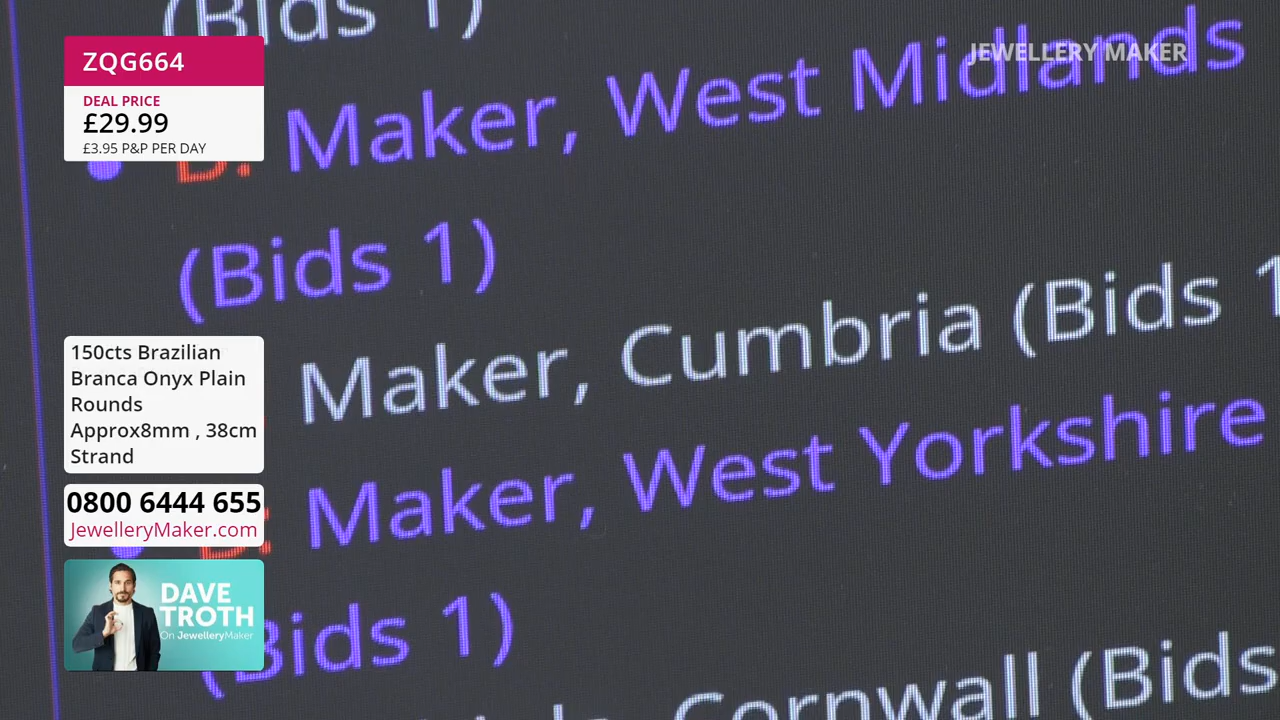 (Bids 1)
ZQG664
JEWELLERY MAKER
DEAL PRICE
£29.99
£3.95 P&P PER DAY
Maker, West Midlands
(Bids 1)
Maker, Cumbria (Bids 1
150cts Brazilian
Branca Onyx Plain
Rounds
Approx8mm , 38cm
Strand
Maker, West Yorkshire
0800 6444 655
JewelleryMaker.com
DAVE
TROTH
On JewelleryMaker
(Bids 1)
Cornwall (Bids